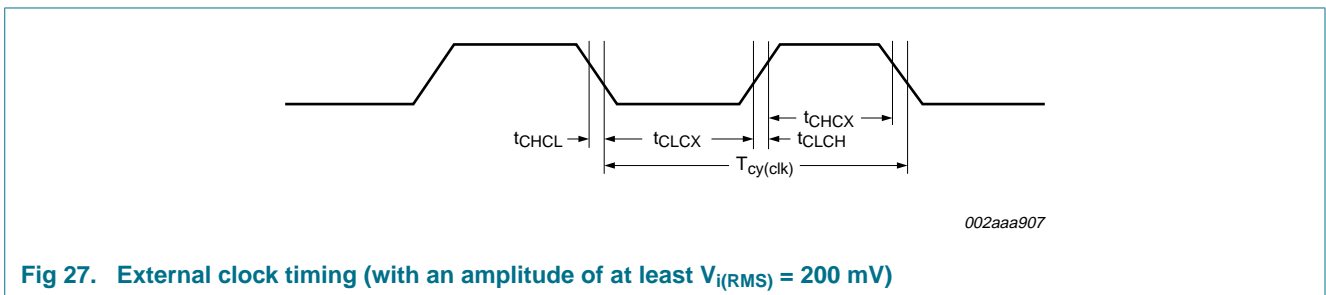 tCHCX
tCHCL
tCLCX
tCLCH
Tcy(clk)
002aaa907
Fig 27. External clock timing (with an amplitude of at least Vi(RMS) = 200 mV)